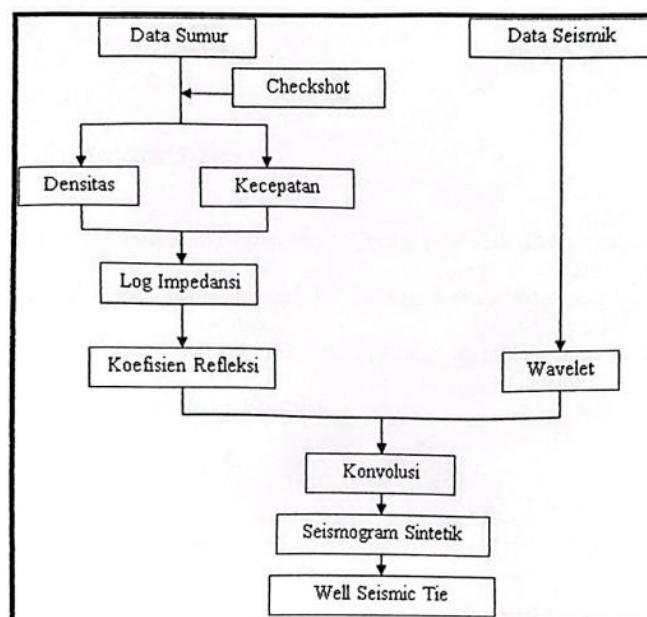 Data Sumur
Data Seismik
Checkshot
Densitas
Kecepatan
Log Impedansi
Koefisien Refleksi
Wavelet
Konvolusi
Seismogram Sintetik
Well Seismic Tie